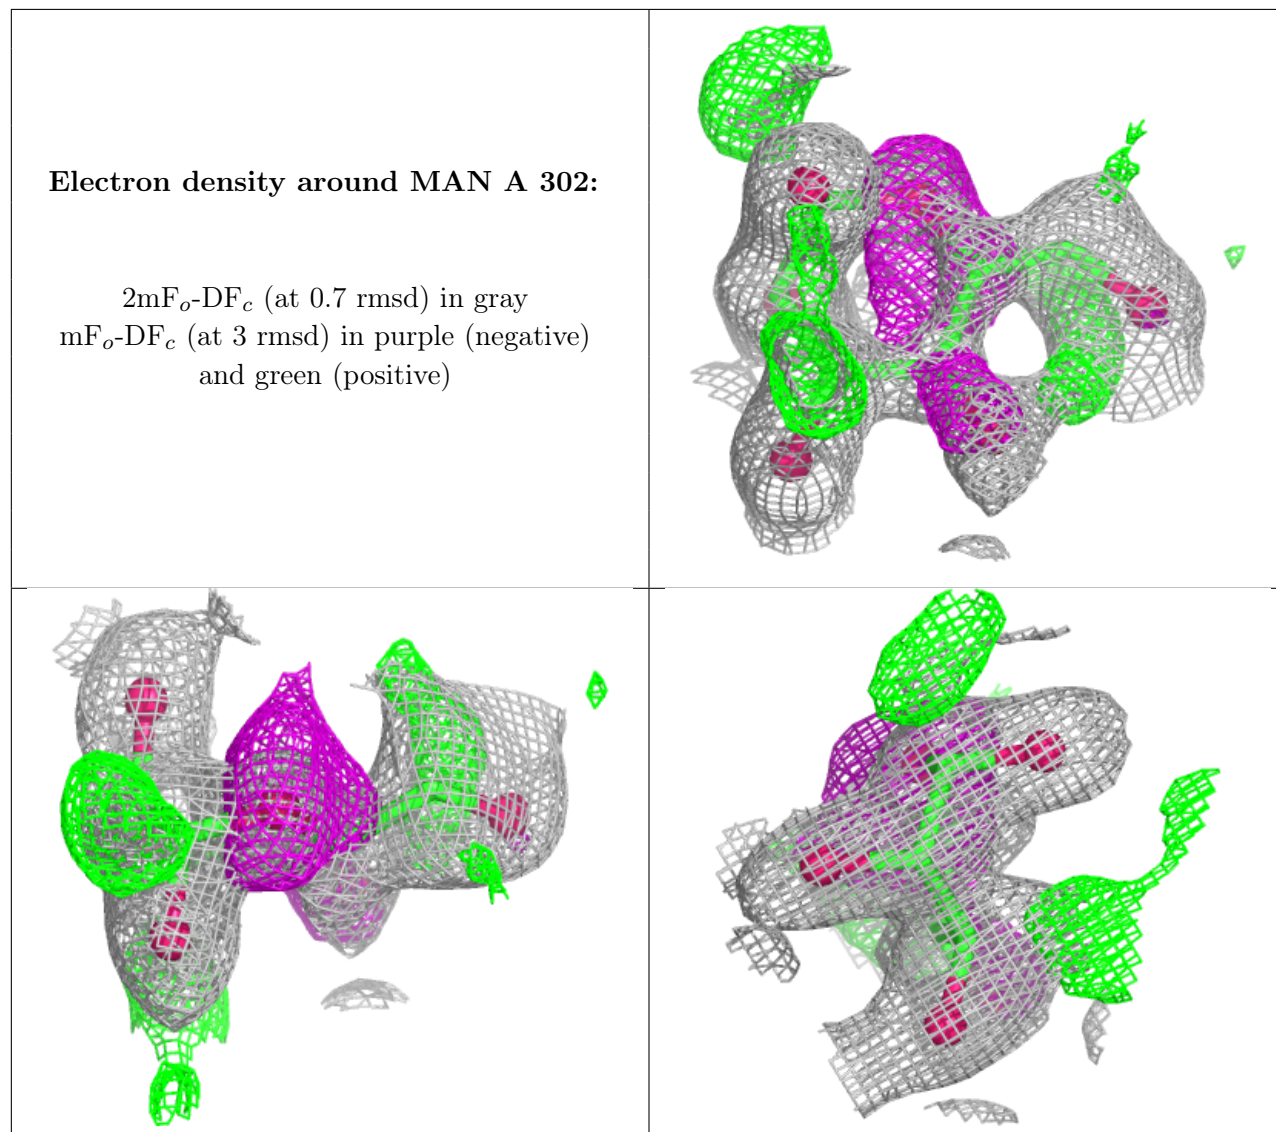 Electron density around MAN A 302:
2mFo-DFc (at 0.7 rmsd) in gray
mFo-DFc (at 3 rmsd) in purple (negative)
and green (positive)